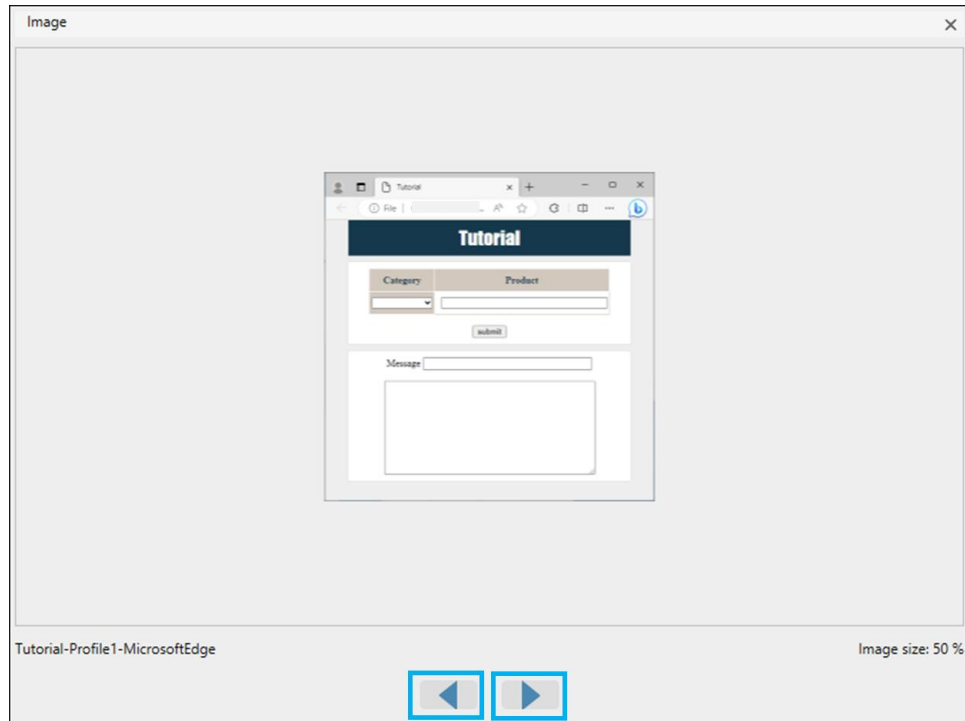 Image
Tutorial
File
Tutorial
Category Product
submit
Message
Tutorial-Profile1-MicrosoftEdge
Image size: 50 %